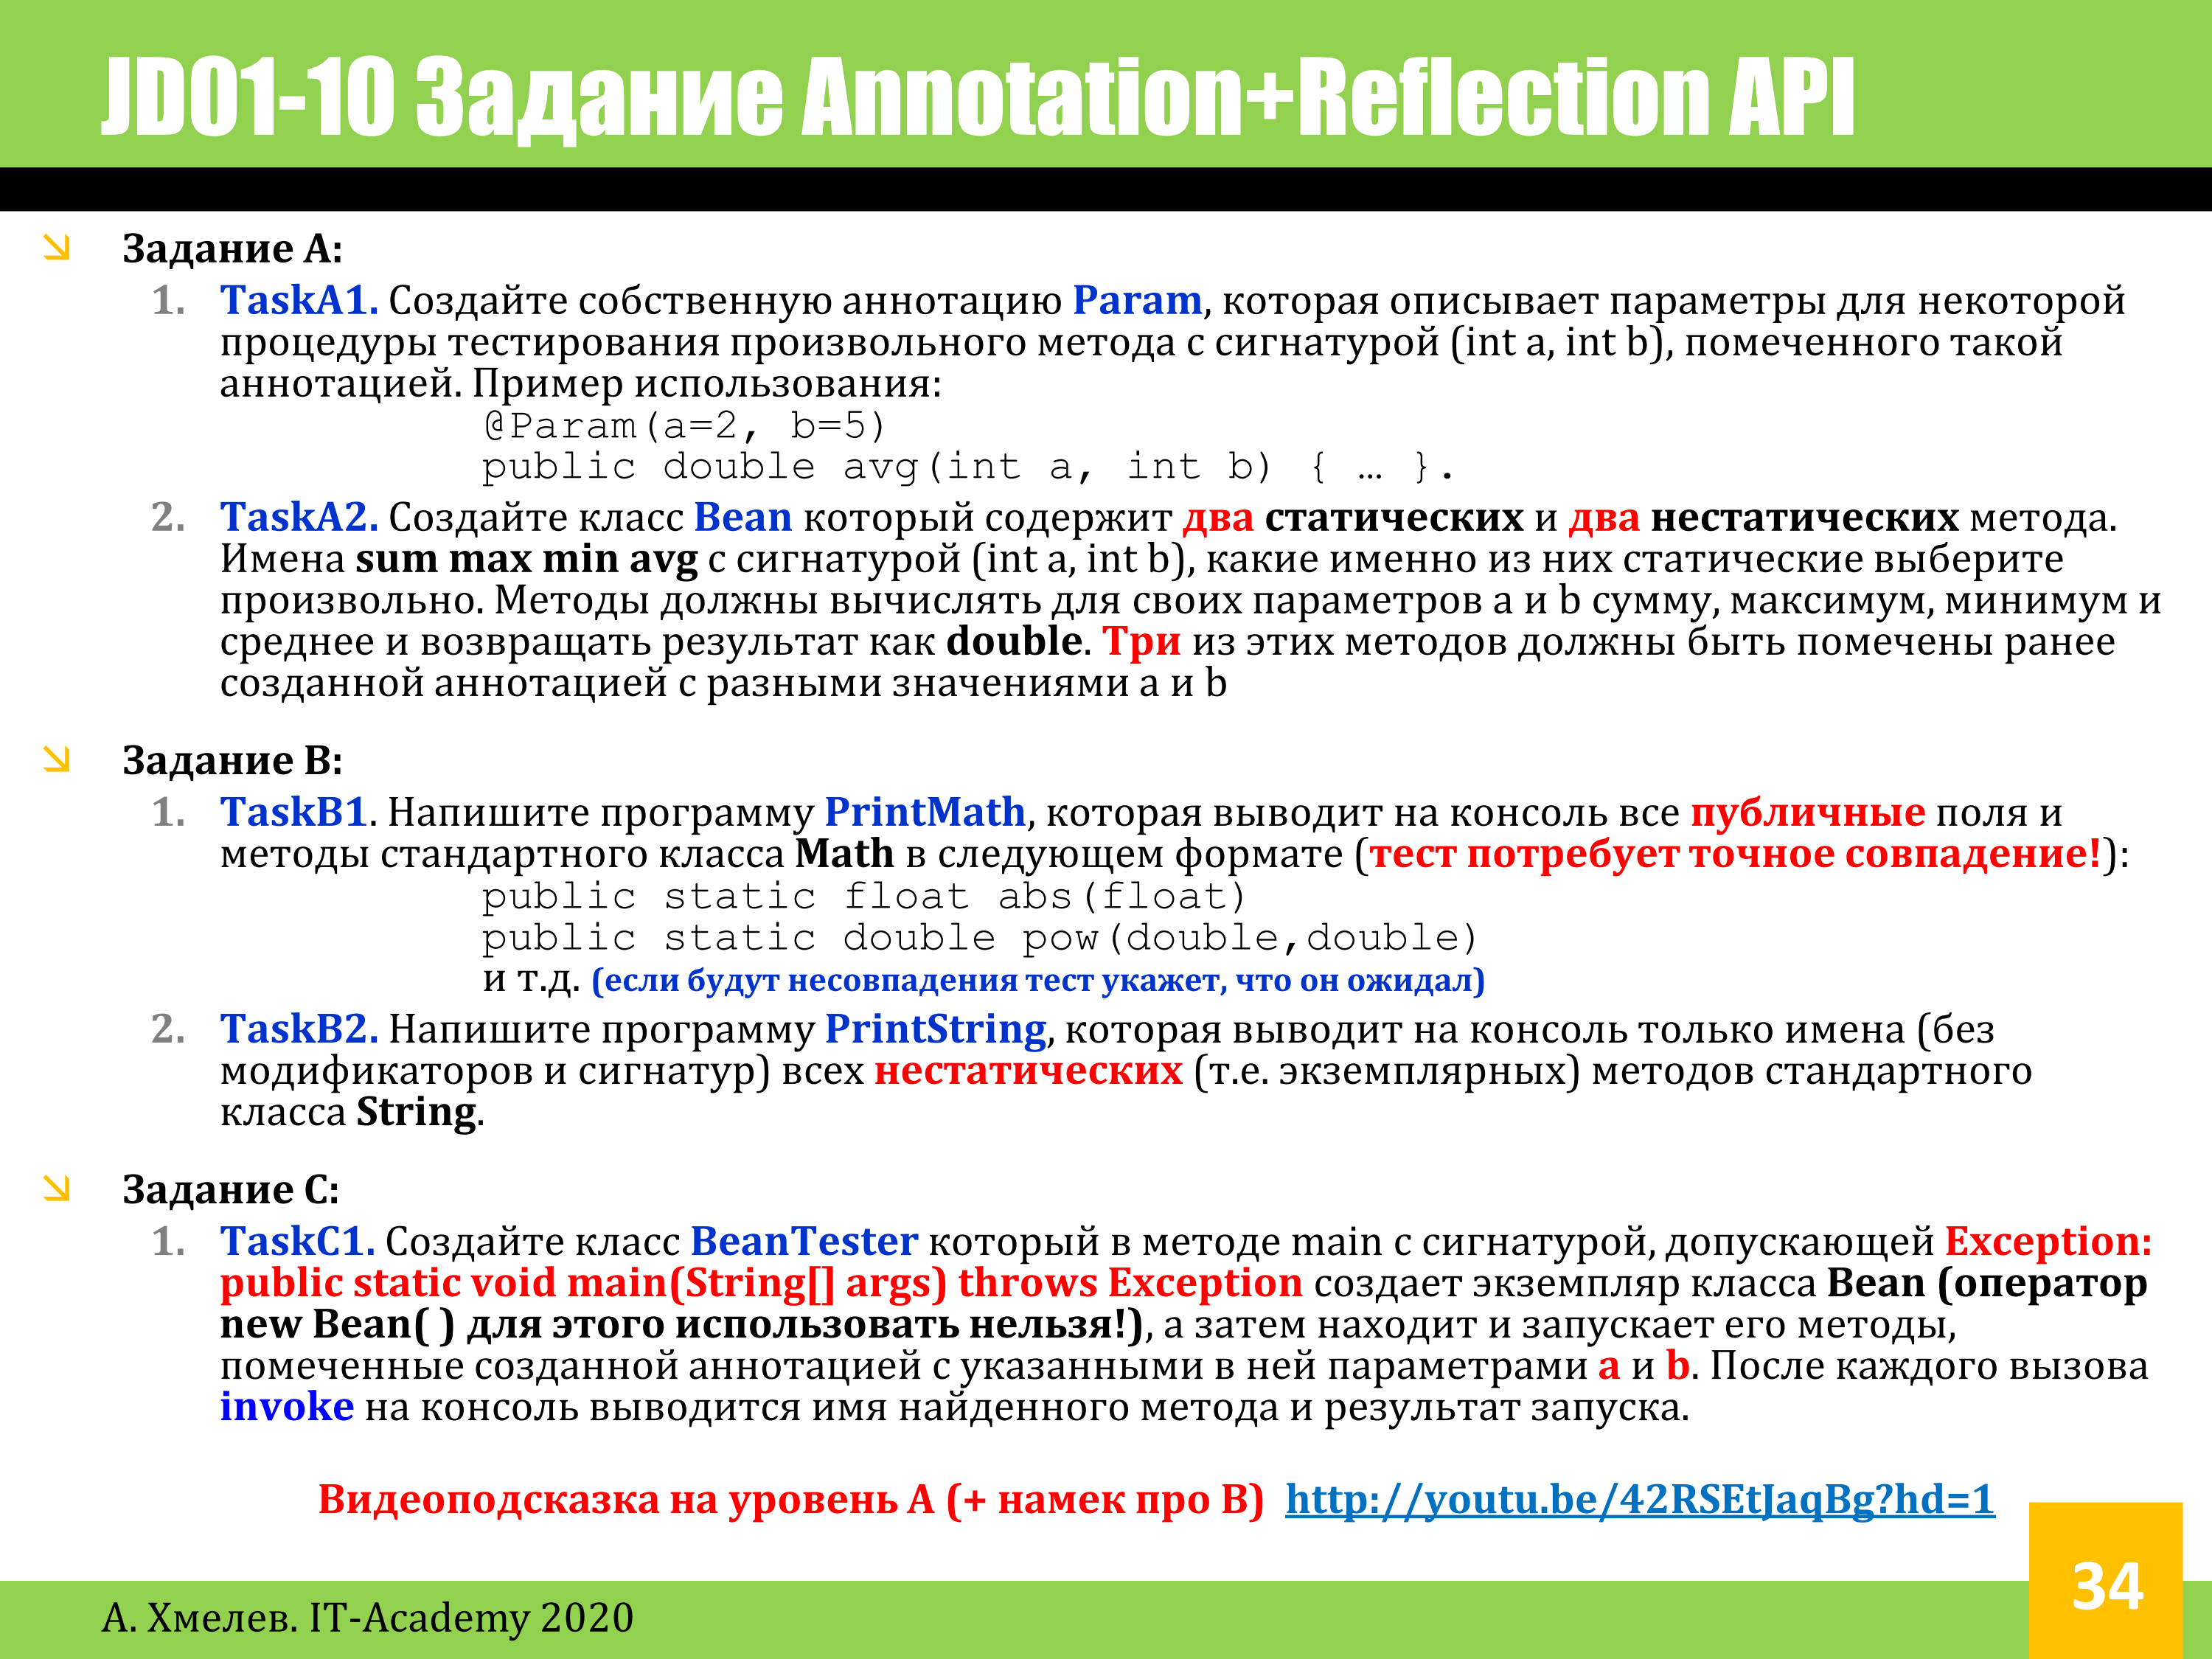 JD01-10 Задание Annotation+Reflection API
Задание A:
1. TaskA1. Создайте собственную аннотацию Param, которая описывает параметры для некоторой
процедуры тестирования произвольного метода с сигнатурой (int a, int b), помеченного такой
аннотацией. Пример использования:
@Param(a=2, b=5)
public double avg(int a, int b) { … }.
2. TaskA2. Создайте класс Bean который содержит два статических и два нестатических метода.
Имена sum max min avg с сигнатурой (int a, int b), какие именно из них статические выберите
произвольно. Методы должны вычислять для своих параметров a и b сумму, максимум, минимум и
среднее и возвращать результат как double. Три из этих методов должны быть помечены ранее
созданной аннотацией с разными значениями a и b
Задание B:
1. TaskB1. Напишите программу PrintMath, которая выводит на консоль все публичные поля и
методы стандартного класса Math в следующем формате (тест потребует точное совпадение!):
public static float abs(float)
public static double pow(double,double)
и т.д. (если будут несовпадения тест укажет, что он ожидал)
2. TaskB2. Напишите программу PrintString, которая выводит на консоль только имена (без
модификаторов и сигнатур) всех нестатических (т.е. экземплярных) методов стандартного
класса String.
Задание C:
1. TaskC1. Создайте класс BeanTester который в методе main с сигнатурой, допускающей Exception:
public static void main(String[] args) throws Exception создает экземпляр класса Bean (оператор
new Bean( ) для этого использовать нельзя!), а затем находит и запускает его методы,
помеченные созданной аннотацией с указанными в ней параметрами a и b. После каждого вызова
invoke на консоль выводится имя найденного метода и результат запуска.
Видеоподсказка на уровень A (+ намек про B) http://youtu.be/42RSEtJaqBg?hd=1
34
А. Хмелев. IT-Academy 2020